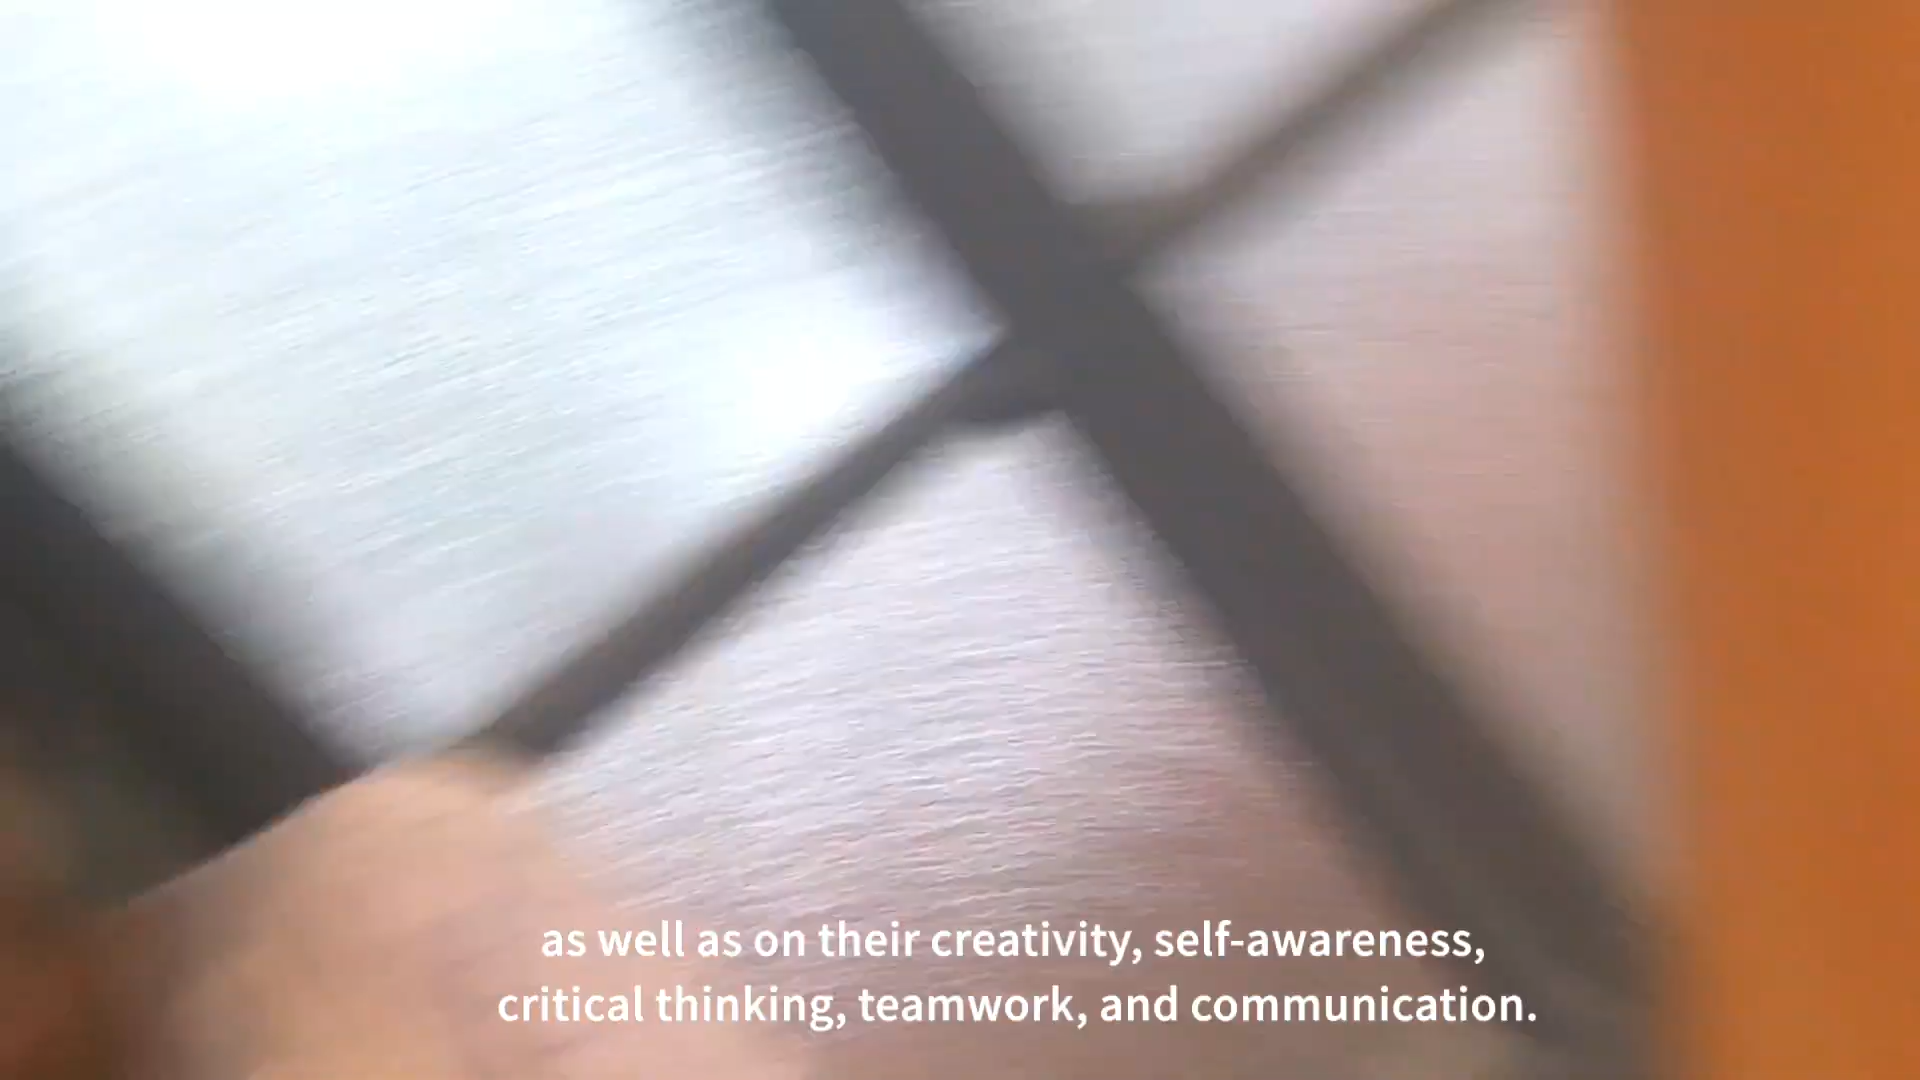 as well as on their creativity, self-awareness,
critical thinking, teamwork, and communication.